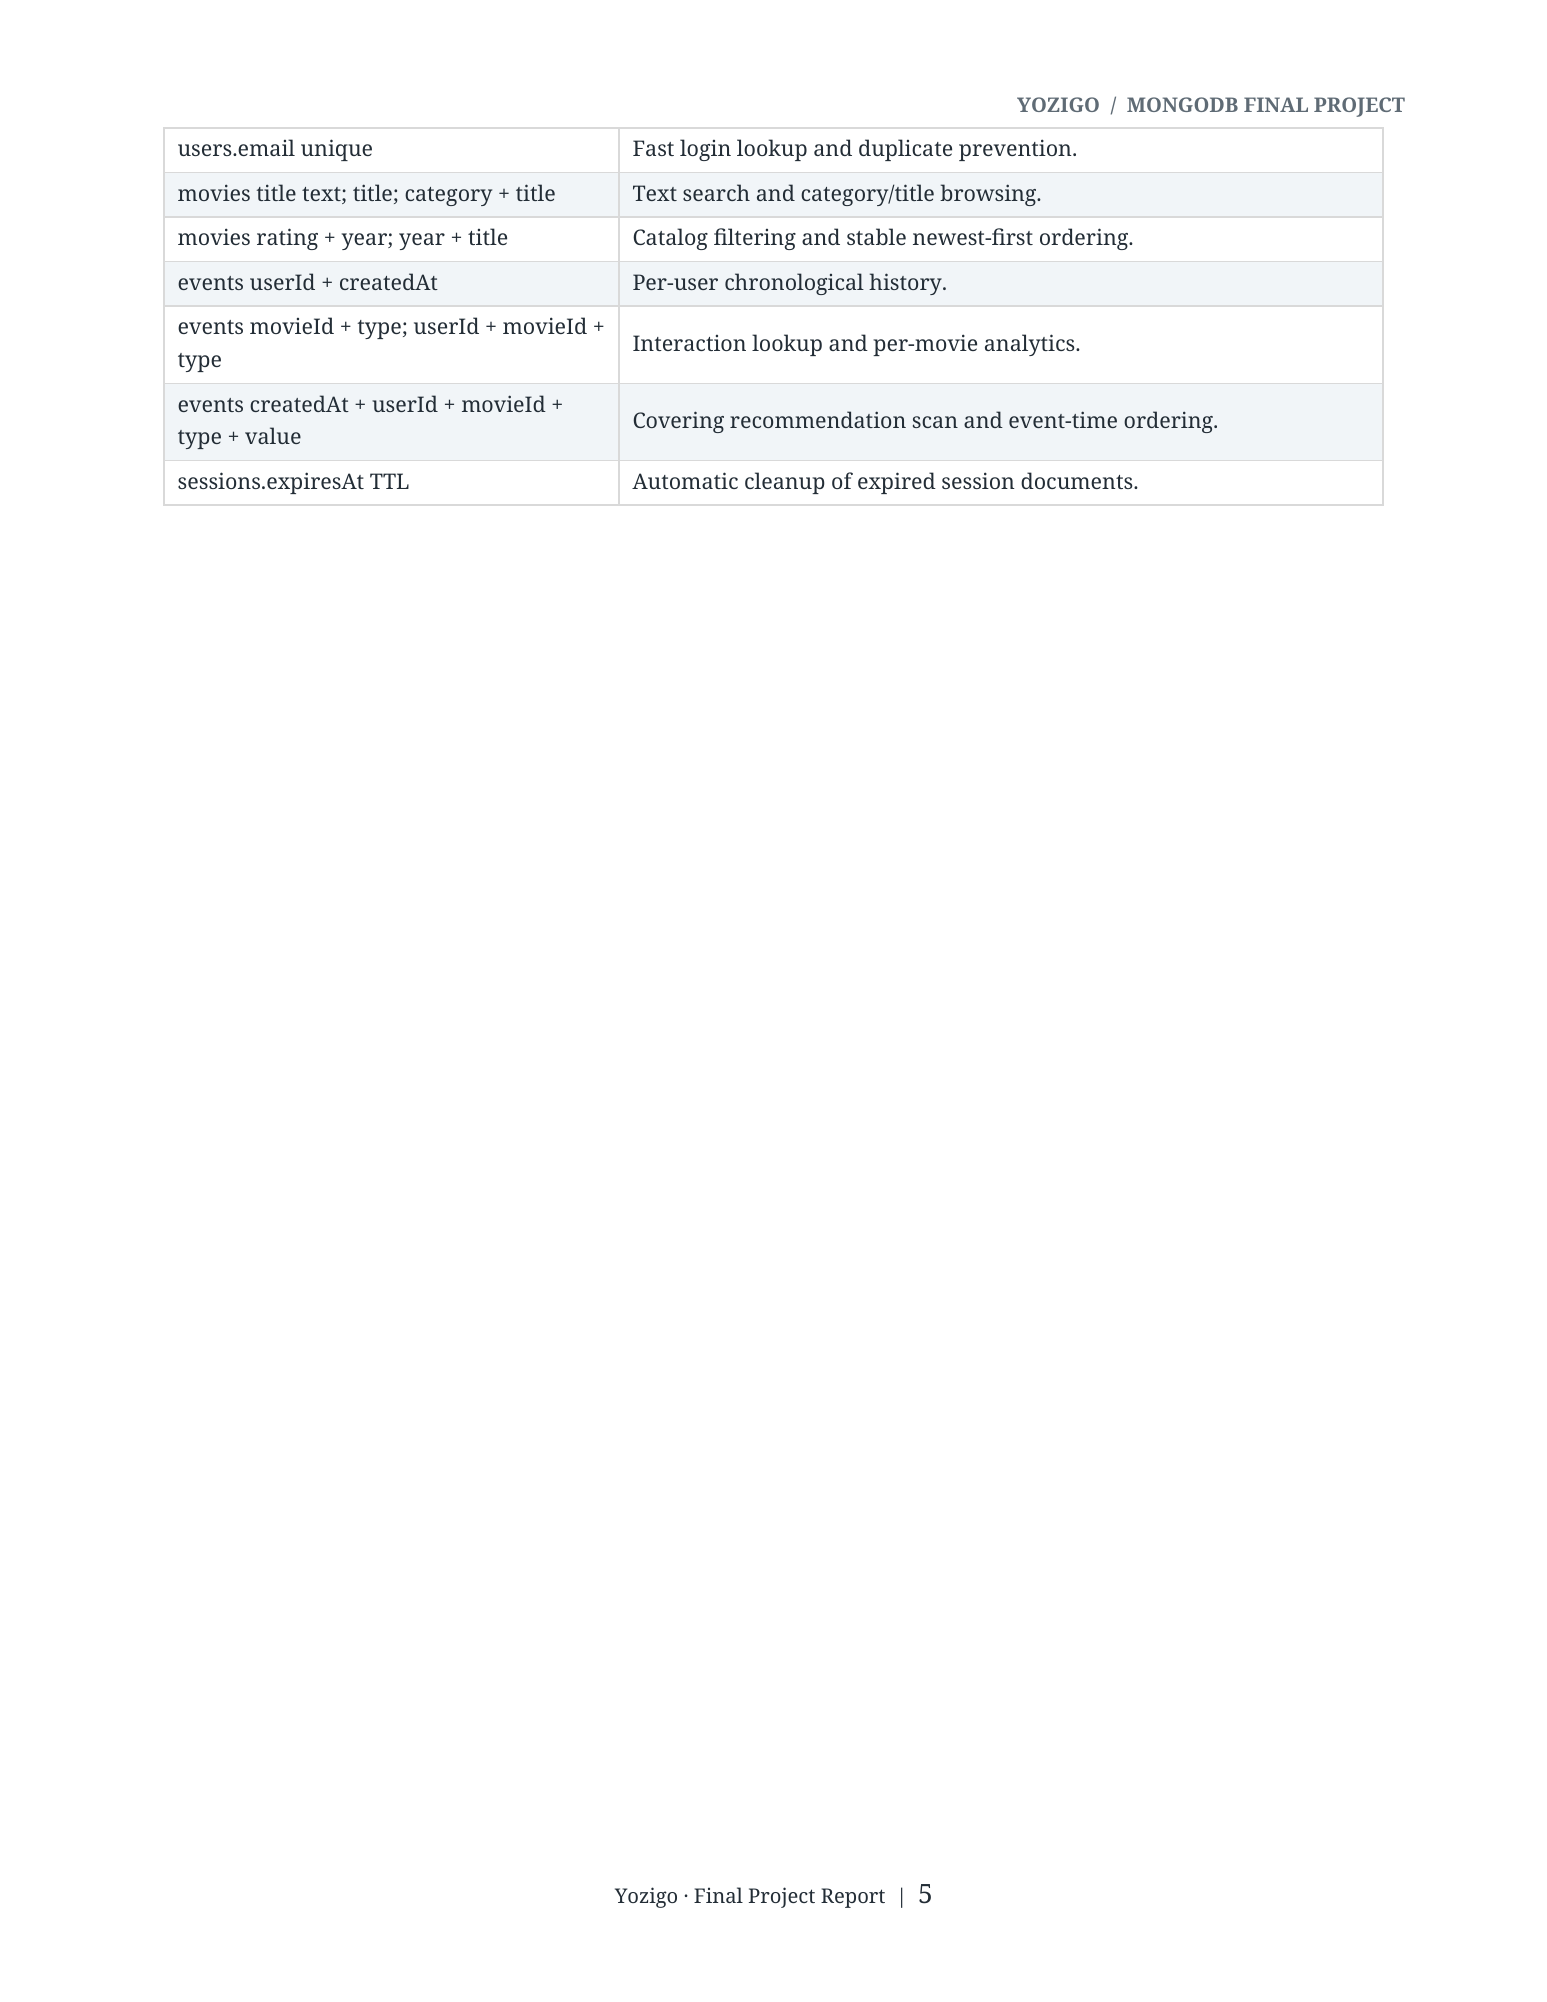 YOZIGO / MONGODB FINAL PROJECT
users.email unique
Fast login lookup and duplicate prevention.
movies title text; title; category + title
Text search and category/title browsing.
movies rating + year; year + title
Catalog filtering and stable newest-first ordering.
events userId + createdAt
Per-user chronological history.
events movieId + type; userId + movieId +
type
Interaction lookup and per-movie analytics.
events createdAt + userId + movieId +
type + value
Covering recommendation scan and event-time ordering.
sessions.expiresAt TTL
Automatic cleanup of expired session documents.
Yozigo · Final Project Report | 5